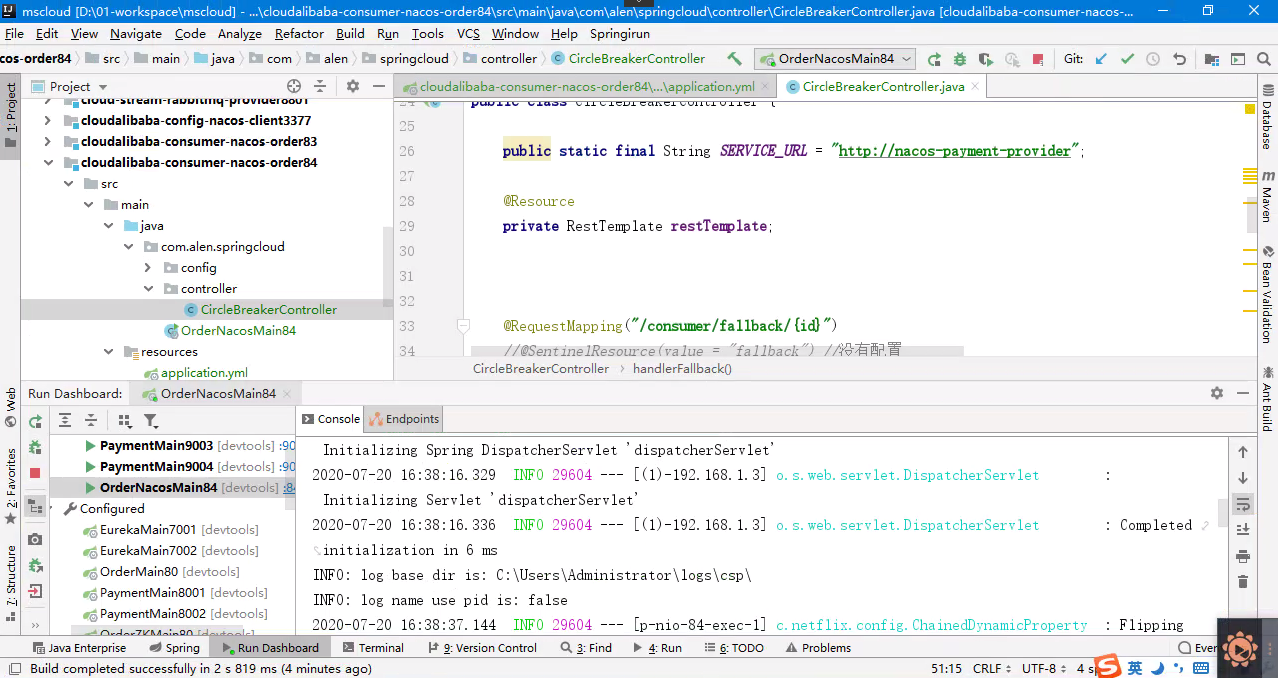 mscloud [D:\01-workspace\mscloud] - ...\cloudalibaba-consumer-nacos-order84\src\main\java\com\alen\springcloud\controller\CircleBreakerController.java [cloudalibaba-consumer-nacos-...
File Edit View Navigate Code Analyze Refactor Build Run Tools VCS Window Help Springirun
cos-order84 src main java com alen springcloud controller CircleBreakerController OrderNacosMain84 Git:
Project
cloudalibaba-consumer-nacos-order84\...\application.yml CircleBreakerController.java
1: Project
Database
Maven
Bean Validation
Ant Build
cloud-stream-rabbitmq-provider8801
cloudalibaba-config-nacos-client3377
cloudalibaba-consumer-nacos-order83
cloudalibaba-consumer-nacos-order84
src
main
java
com.alen.springcloud
config
controller
CircleBreakerController
OrderNacosMain84
resources
application.yml
24 public class CircleBreakerController {
25
26 public static final String SERVICE_URL = "http://nacos-payment-provider";
27
28 @Resource
29 private RestTemplate restTemplate;
30
31
32
33 @RequestMapping("/consumer/fallback/{id}")
34 //@SentinelResource(value = "fallback") //没有配置
CircleBreakerController › handlerFallback()
Run Dashboard: OrderNacosMain84
Web
2: Favorites
7: Structure
Console Endpoints
PaymentMain9003 [devtools] :90
PaymentMain9004 [devtools] :90
OrderNacosMain84 [devtools] :84
Configured
EurekaMain7001 [devtools]
EurekaMain7002 [devtools]
OrderMain80 [devtools]
PaymentMain8001 [devtools]
PaymentMain8002 [devtools]
OrderZKMain80 [devtools]
Initializing Spring DispatcherServlet 'dispatcherServlet'
2020-07-20 16:38:16.329 INFO 29604 --- [(1)-192.168.1.3] o.s.web.servlet.DispatcherServlet :
Initializing Servlet 'dispatcherServlet'
2020-07-20 16:38:16.336 INFO 29604 --- [(1)-192.168.1.3] o.s.web.servlet.DispatcherServlet : Completed
initialization in 6 ms
INFO: log base dir is: C:\Users\Administrator\logs\csp\
INFO: log name use pid is: false
2020-07-20 16:38:37.144 INFO 29604 --- [p-nio-84-exec-1] c.netflix.config.ChainedDynamicProperty : Flipping
Java Enterprise Spring Run Dashboard Terminal 9: Version Control 3: Find 4: Run 6: TODO Problems Even
Build completed successfully in 2 s 819 ms (4 minutes ago) 51:15 CRLF UTF-8 4 sp S 英